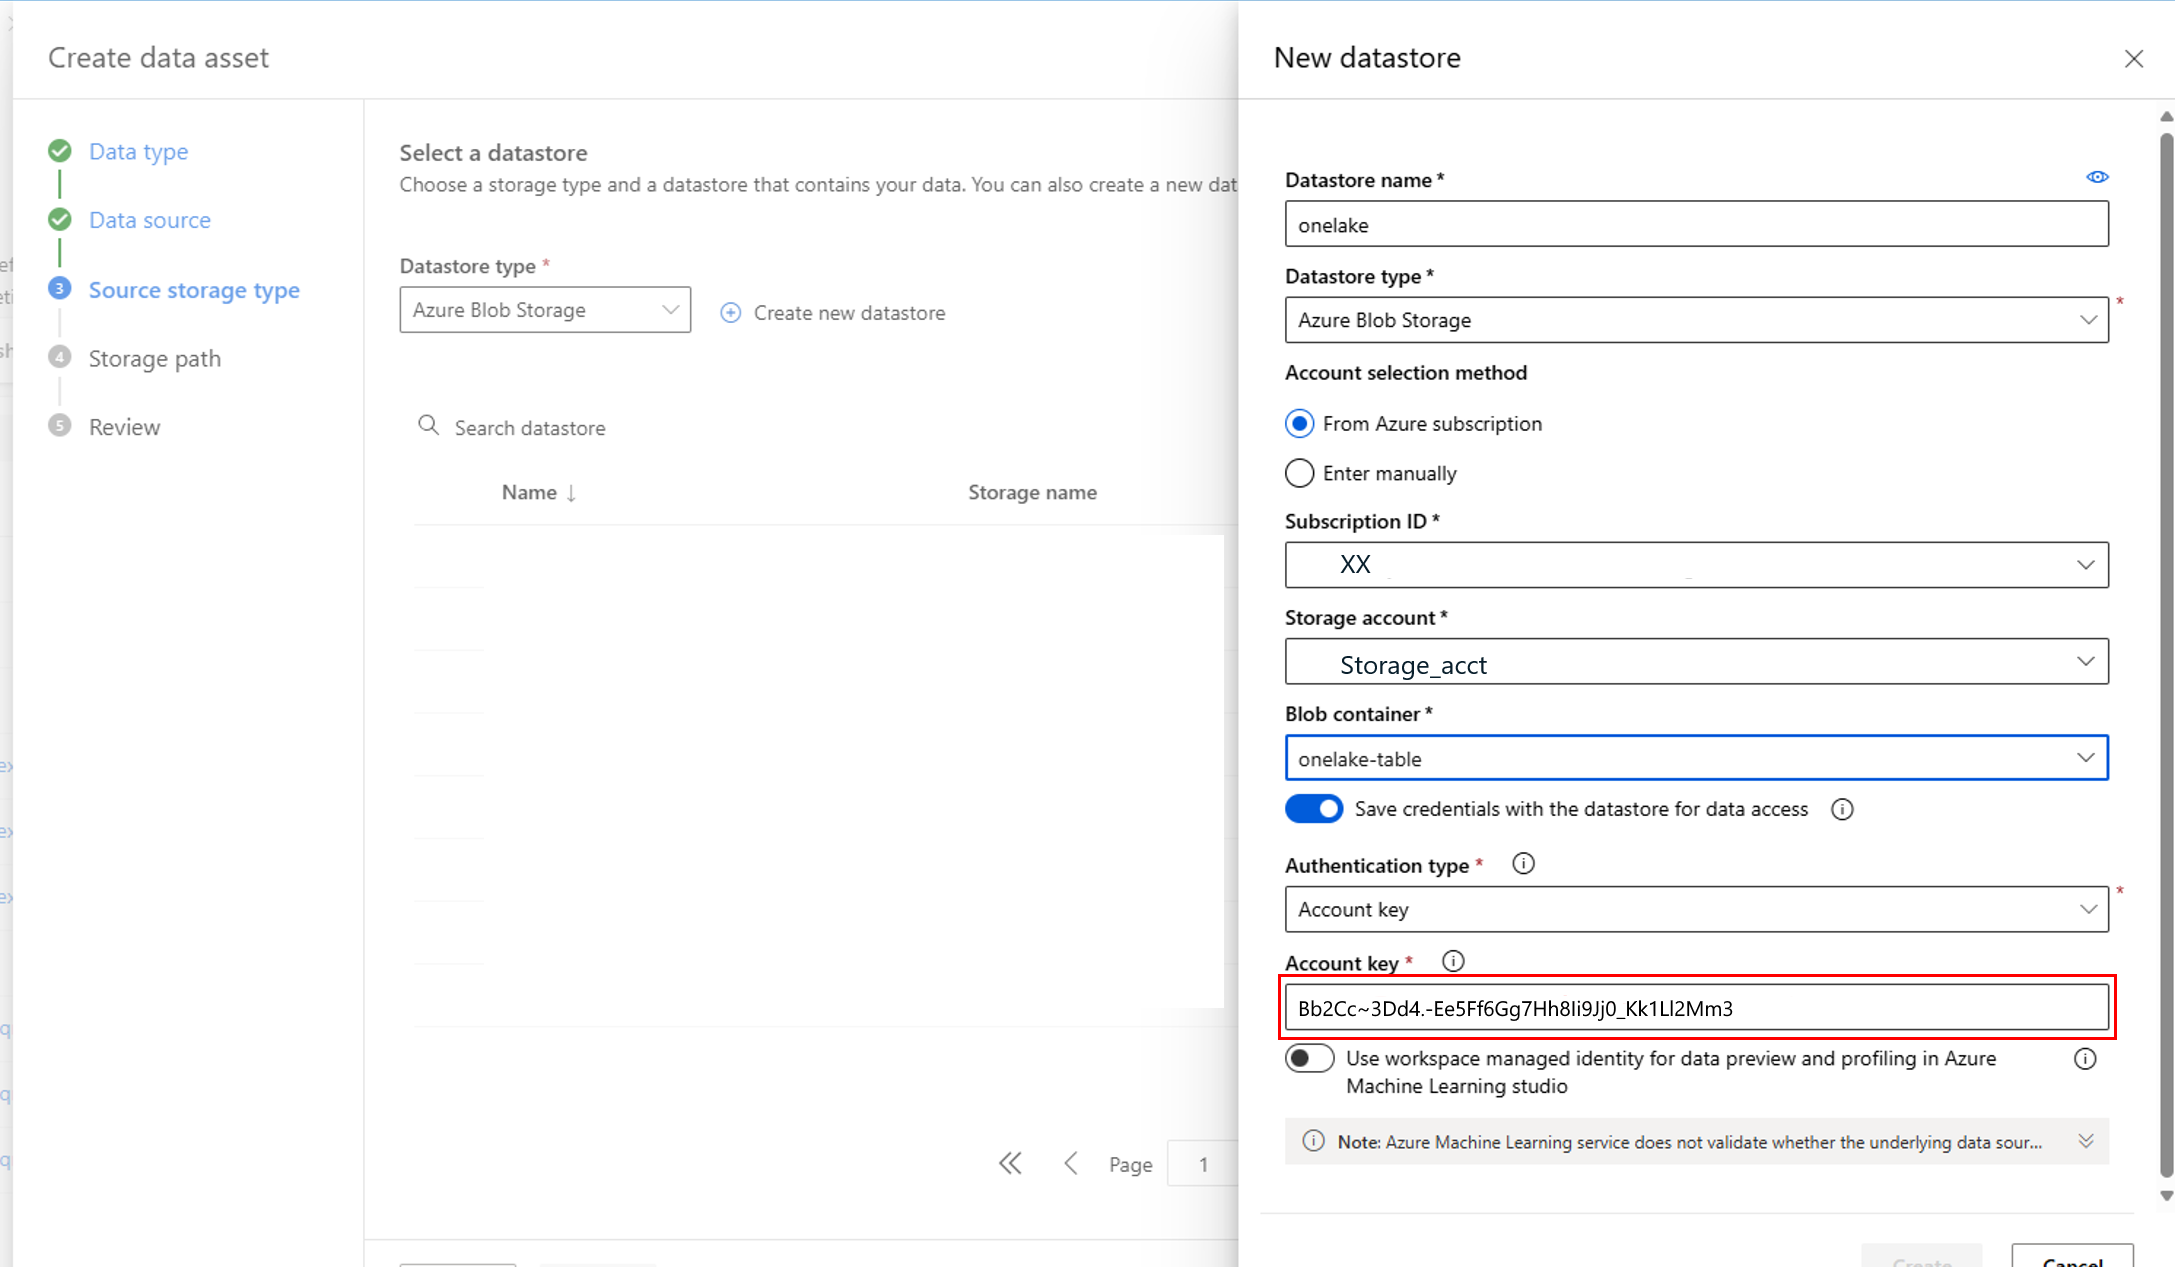 Create data asset
Data type
Data source
3 Source storage type
4 Storage path
5 Review
Select a datastore
Choose a storage type and a datastore that contains your data. You can also create a new dat
Datastore type *
Azure Blob Storage
Create new datastore
Search datastore
Name ↓
Storage name
Page 1
New datastore
Datastore name *
onelake
Datastore type *
Azure Blob Storage
*
Account selection method
From Azure subscription
Enter manually
Subscription ID *
XX
Storage account *
Storage_acct
Blob container *
onelake-table
Save credentials with the datastore for data access
Authentication type *
Account key
*
Account key *
Bb2Cc~3Dd4.-Ee5Ff6Gg7Hh8Ii9Jj0_Kk1Ll2Mm3
Use workspace managed identity for data preview and profiling in Azure
Machine Learning studio
Note: Azure Machine Learning service does not validate whether the underlying data sour...
Create
Cancel